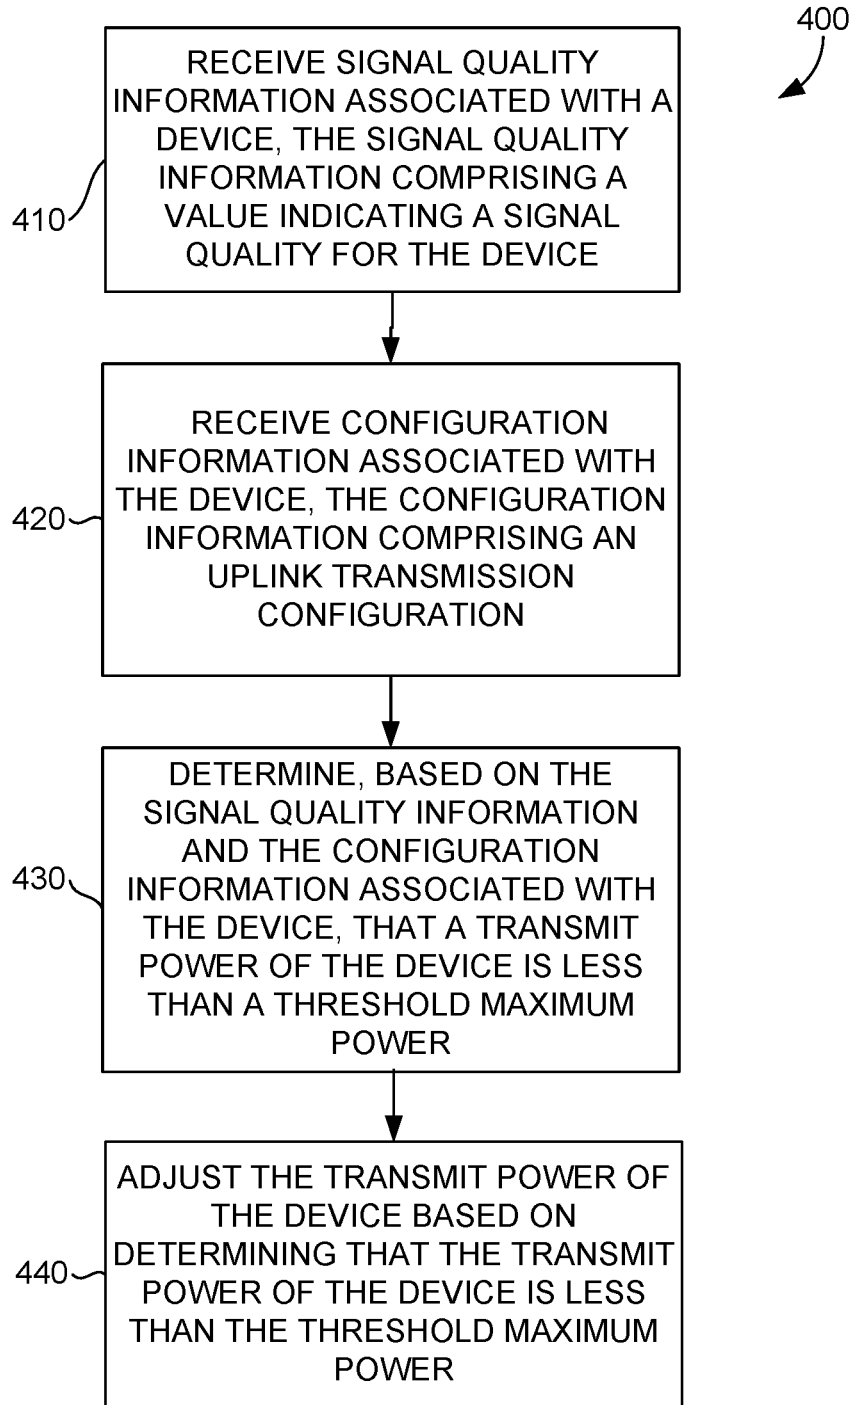 400
RECEIVE SIGNAL QUALITY
INFORMATION ASSOCIATED WITH A
DEVICE, THE SIGNAL QUALITY
INFORMATION COMPRISING A
VALUE INDICATING A SIGNAL
QUALITY FOR THE DEVICE
410
RECEIVE CONFIGURATION
INFORMATION ASSOCIATED WITH
THE DEVICE, THE CONFIGURATION
INFORMATION COMPRISING AN
UPLINK TRANSMISSION
CONFIGURATION
420
DETERMINE, BASED ON THE
SIGNAL QUALITY INFORMATION
AND THE CONFIGURATION
INFORMATION ASSOCIATED WITH
THE DEVICE, THAT A TRANSMIT
POWER OF THE DEVICE IS LESS
THAN A THRESHOLD MAXIMUM
POWER
430
ADJUST THE TRANSMIT POWER OF
THE DEVICE BASED ON
DETERMINING THAT THE TRANSMIT
POWER OF THE DEVICE IS LESS
THAN THE THRESHOLD MAXIMUM
POWER
440